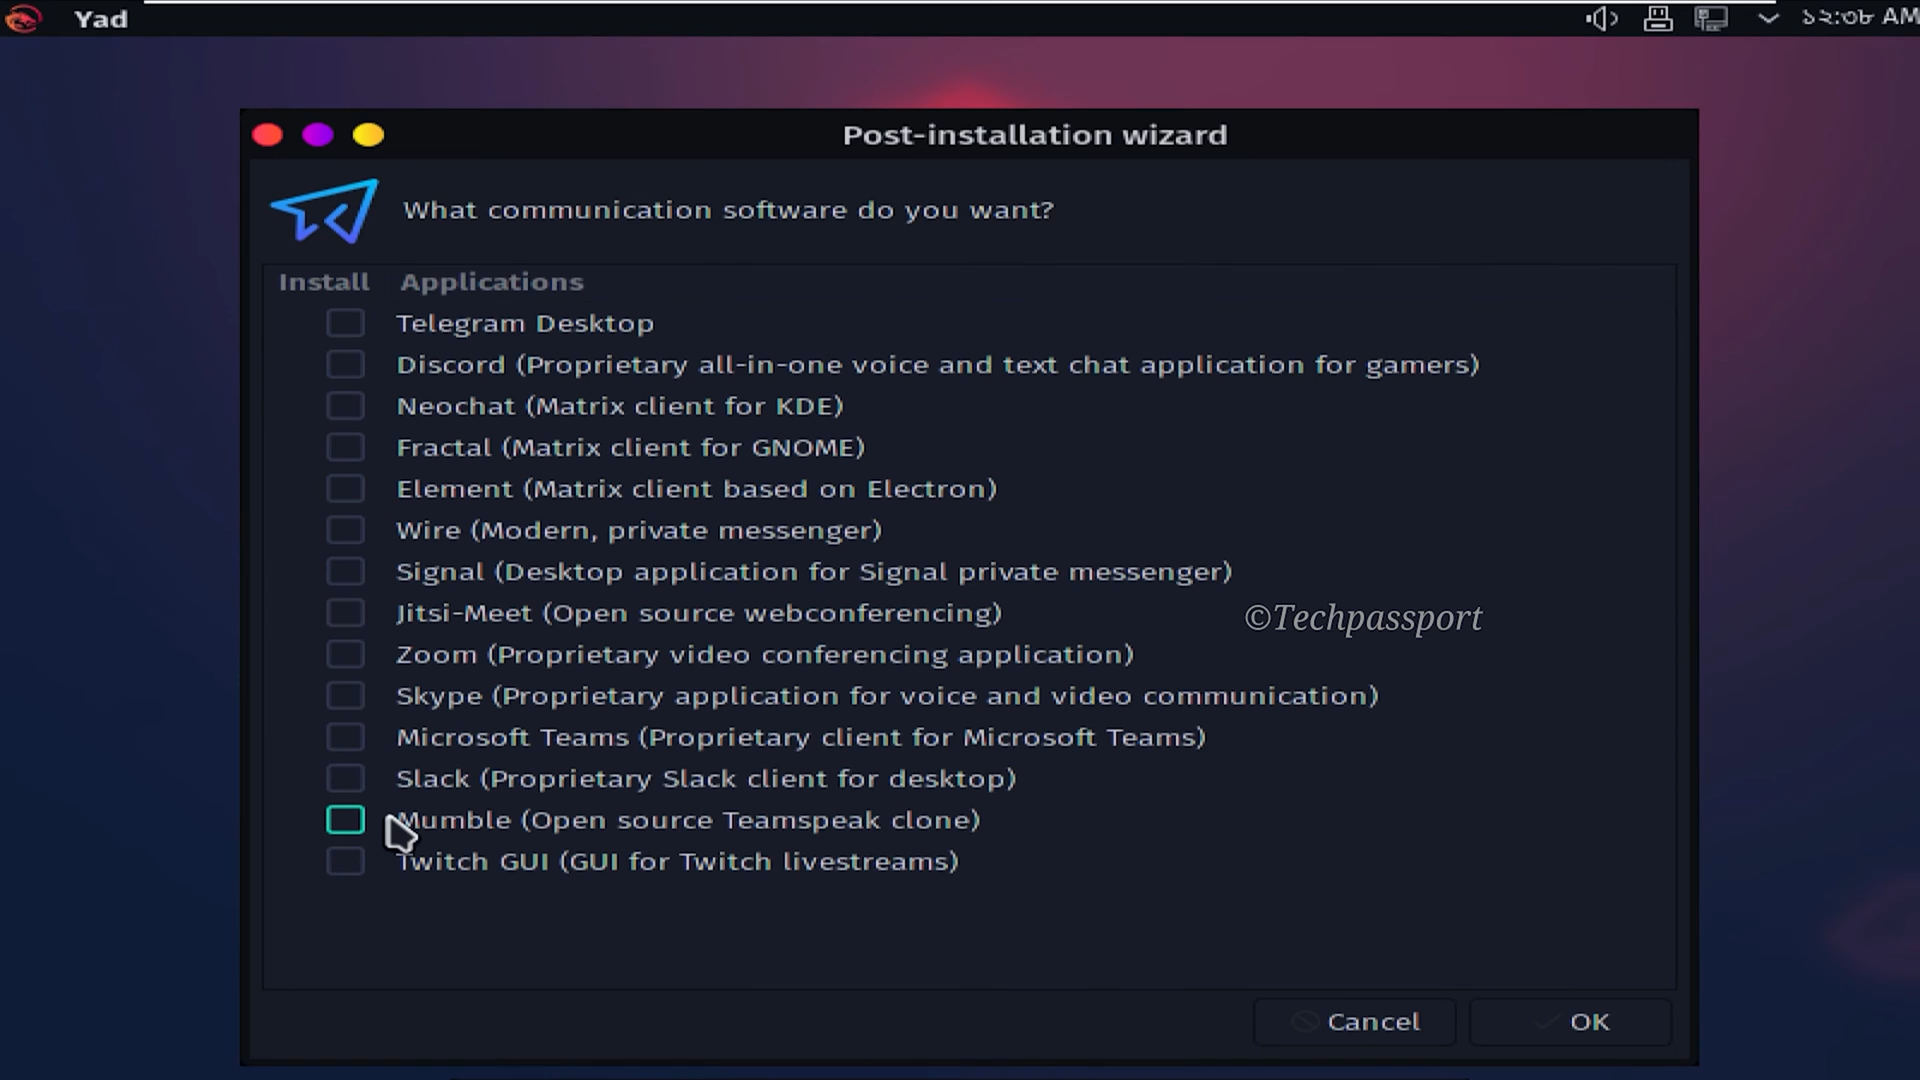 Yad
১২:০৮ AM
Post-installation wizard
What communication software do you want?
Install Applications
Telegram Desktop
Discord (Proprietary all-in-one voice and text chat application for gamers)
Neochat (Matrix client for KDE)
Fractal (Matrix client for GNOME)
Element (Matrix client based on Electron)
Wire (Modern, private messenger)
Signal (Desktop application for Signal private messenger)
Jitsi-Meet (Open source webconferencing)
©Techpassport
Zoom (Proprietary video conferencing application)
Skype (Proprietary application for voice and video communication)
Microsoft Teams (Proprietary client for Microsoft Teams)
Slack (Proprietary Slack client for desktop)
Mumble (Open source Teamspeak clone)
Twitch GUI (GUI for Twitch livestreams)
Cancel OK